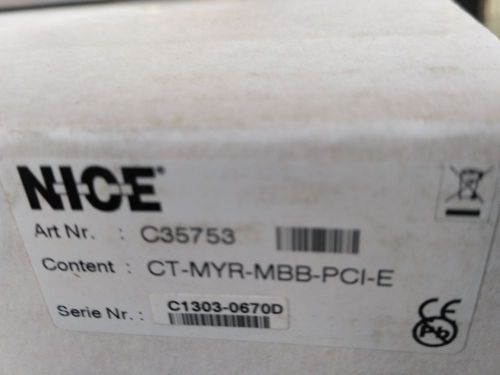 NICE
Art Nr. : C35753
Content : CT-MYR-MBB-PCI-E
Serie Nr. : C1303-0670D
CE
Pb